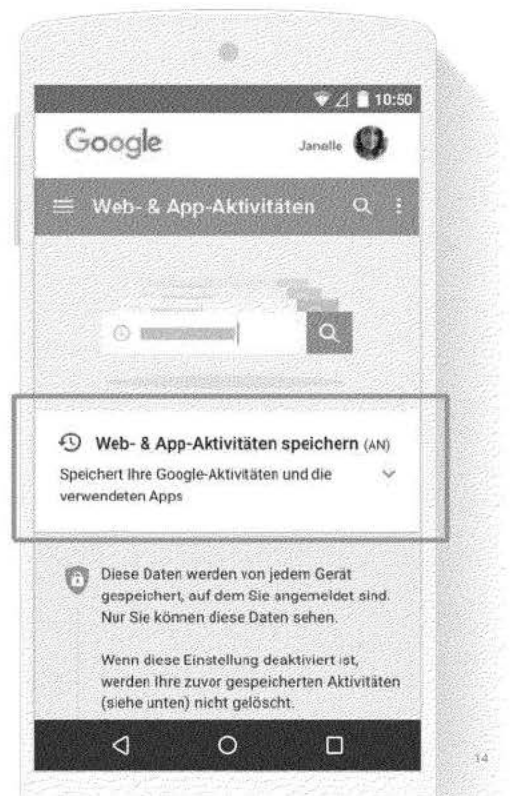 10:50
Google Janelle
Web- & App-Aktivitäten
Web- & App-Aktivitäten speichern (AN)
Speichert Ihre Google-Aktivitäten und die
verwendeten Apps
Diese Daten werden von jedem Gerät
gespeichert, auf dem Sie angemeldet sind.
Nur Sie können diese Daten sehen.
Wenn diese Einstellung deaktiviert ist,
werden Ihre zuvor gespeicherten Aktivitäten
(siehe unten) nicht gelöscht.
14